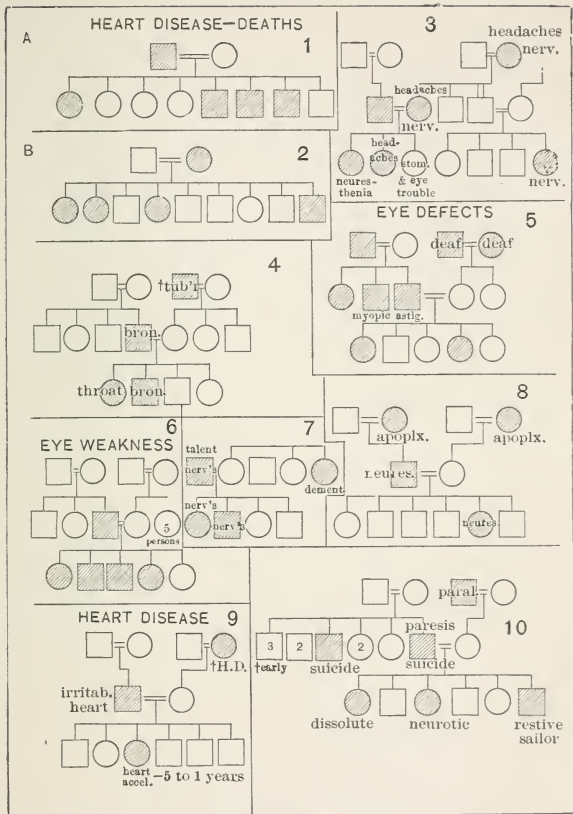 A
HEART DISEASE—DEATHS
1
B
2
3
headaches
nerv.
headaches
nerv.
neures-
thenia
head-
aches
stom.
& eye
trouble
nerv.
4
†tub'r
bron.
throat
bron.
EYE DEFECTS
5
deaf
deaf
myopic
astig.
6
EYE WEAKNESS
5
persons
7
talent
nerv's
dement.
nerv's
nerv's
8
apoplx.
apoplx.
neures.
neures.
HEART DISEASE
9
†H.D.
irritab.
heart
heart
accel.
-5 to 1 years
10
paral.
3
†early
2
suicide
2
paresis
suicide
dissolute
neurotic
restive
sailor